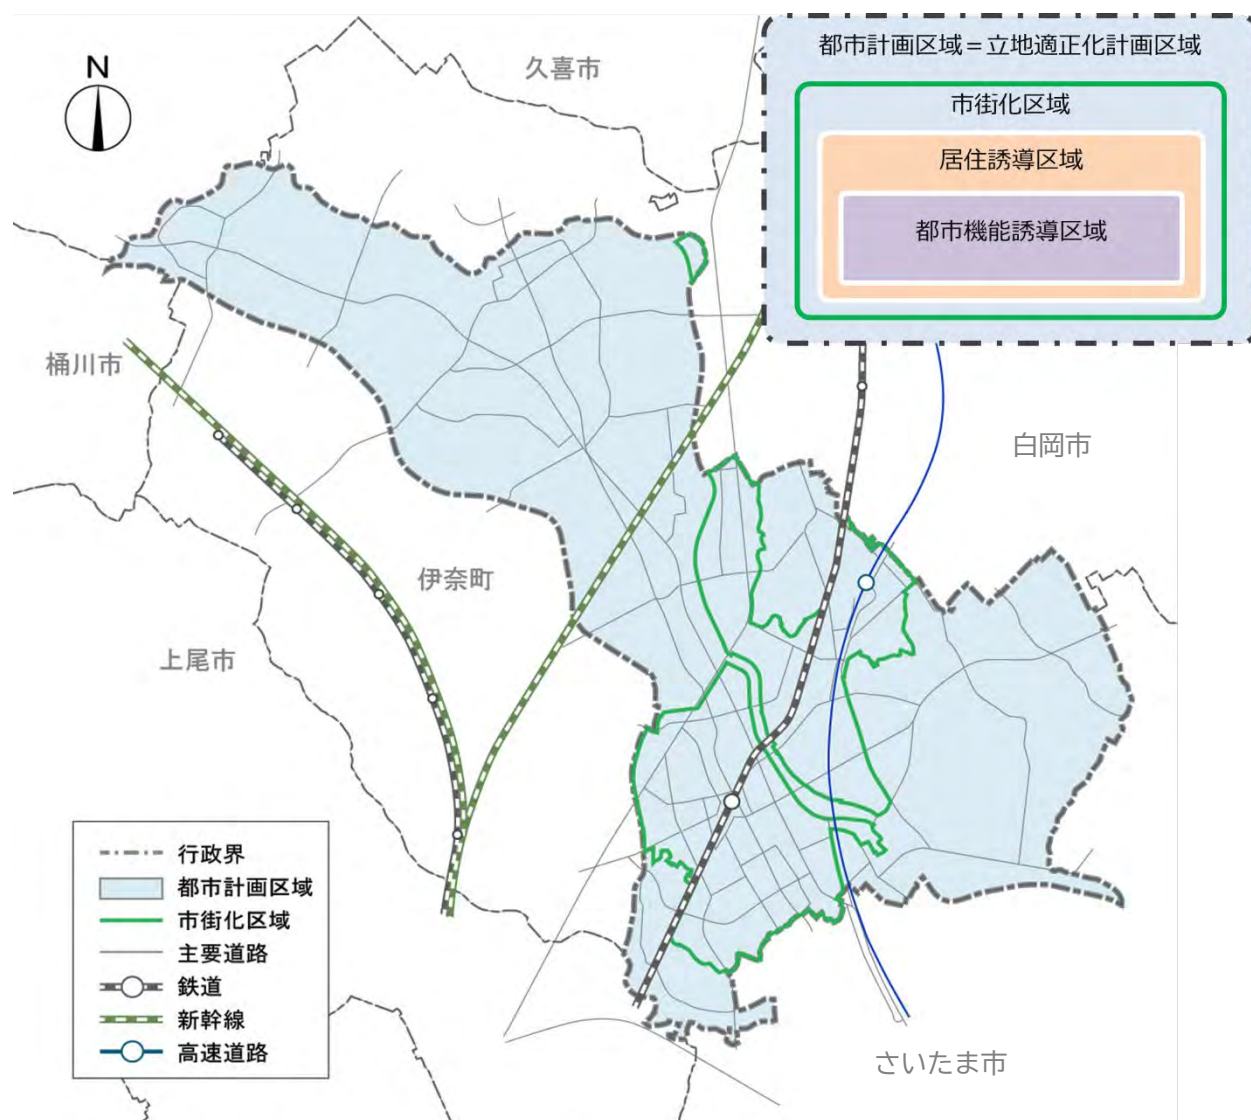 都市計画区域＝立地適正化計画区域
市街化区域
居住誘導区域
都市機能誘導区域
N
久喜市
桶川市
白岡市
伊奈町
上尾市
さいたま市
行政界
都市計画区域
市街化区域
主要道路
鉄道
新幹線
高速道路